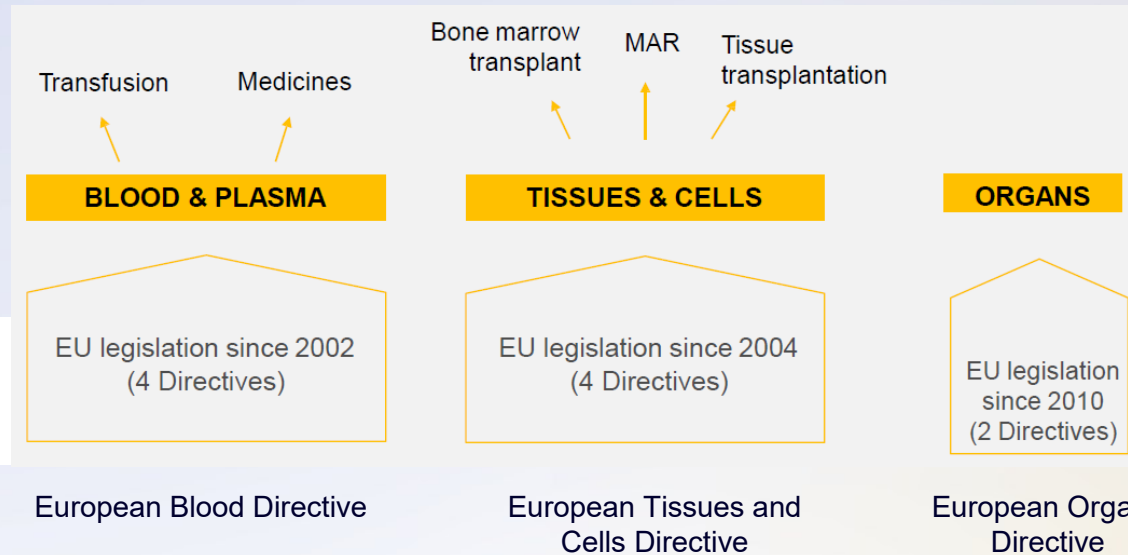 Transfusion
Medicines
Bone marrow
transplant
MAR
Tissue
transplantation
BLOOD & PLASMA
TISSUES & CELLS
ORGANS
EU legislation since 2002
(4 Directives)
EU legislation since 2004
(4 Directives)
EU legislation
since 2010
(2 Directives)
European Blood Directive
European Tissues and
Cells Directive
European
Directive